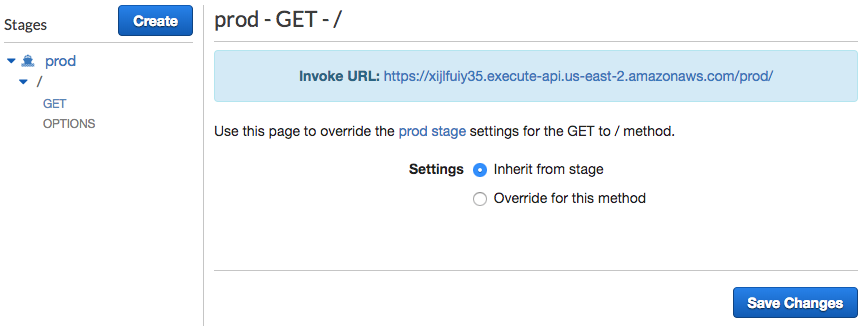 Stages
Create
prod
/
GET
OPTIONS
prod - GET - /
Invoke URL: https://xijlfuiy35.execute-api.us-east-2.amazonaws.com/prod/
Use this page to override the prod stage settings for the GET to / method.
Settings Inherit from stage
Override for this method
Save Changes